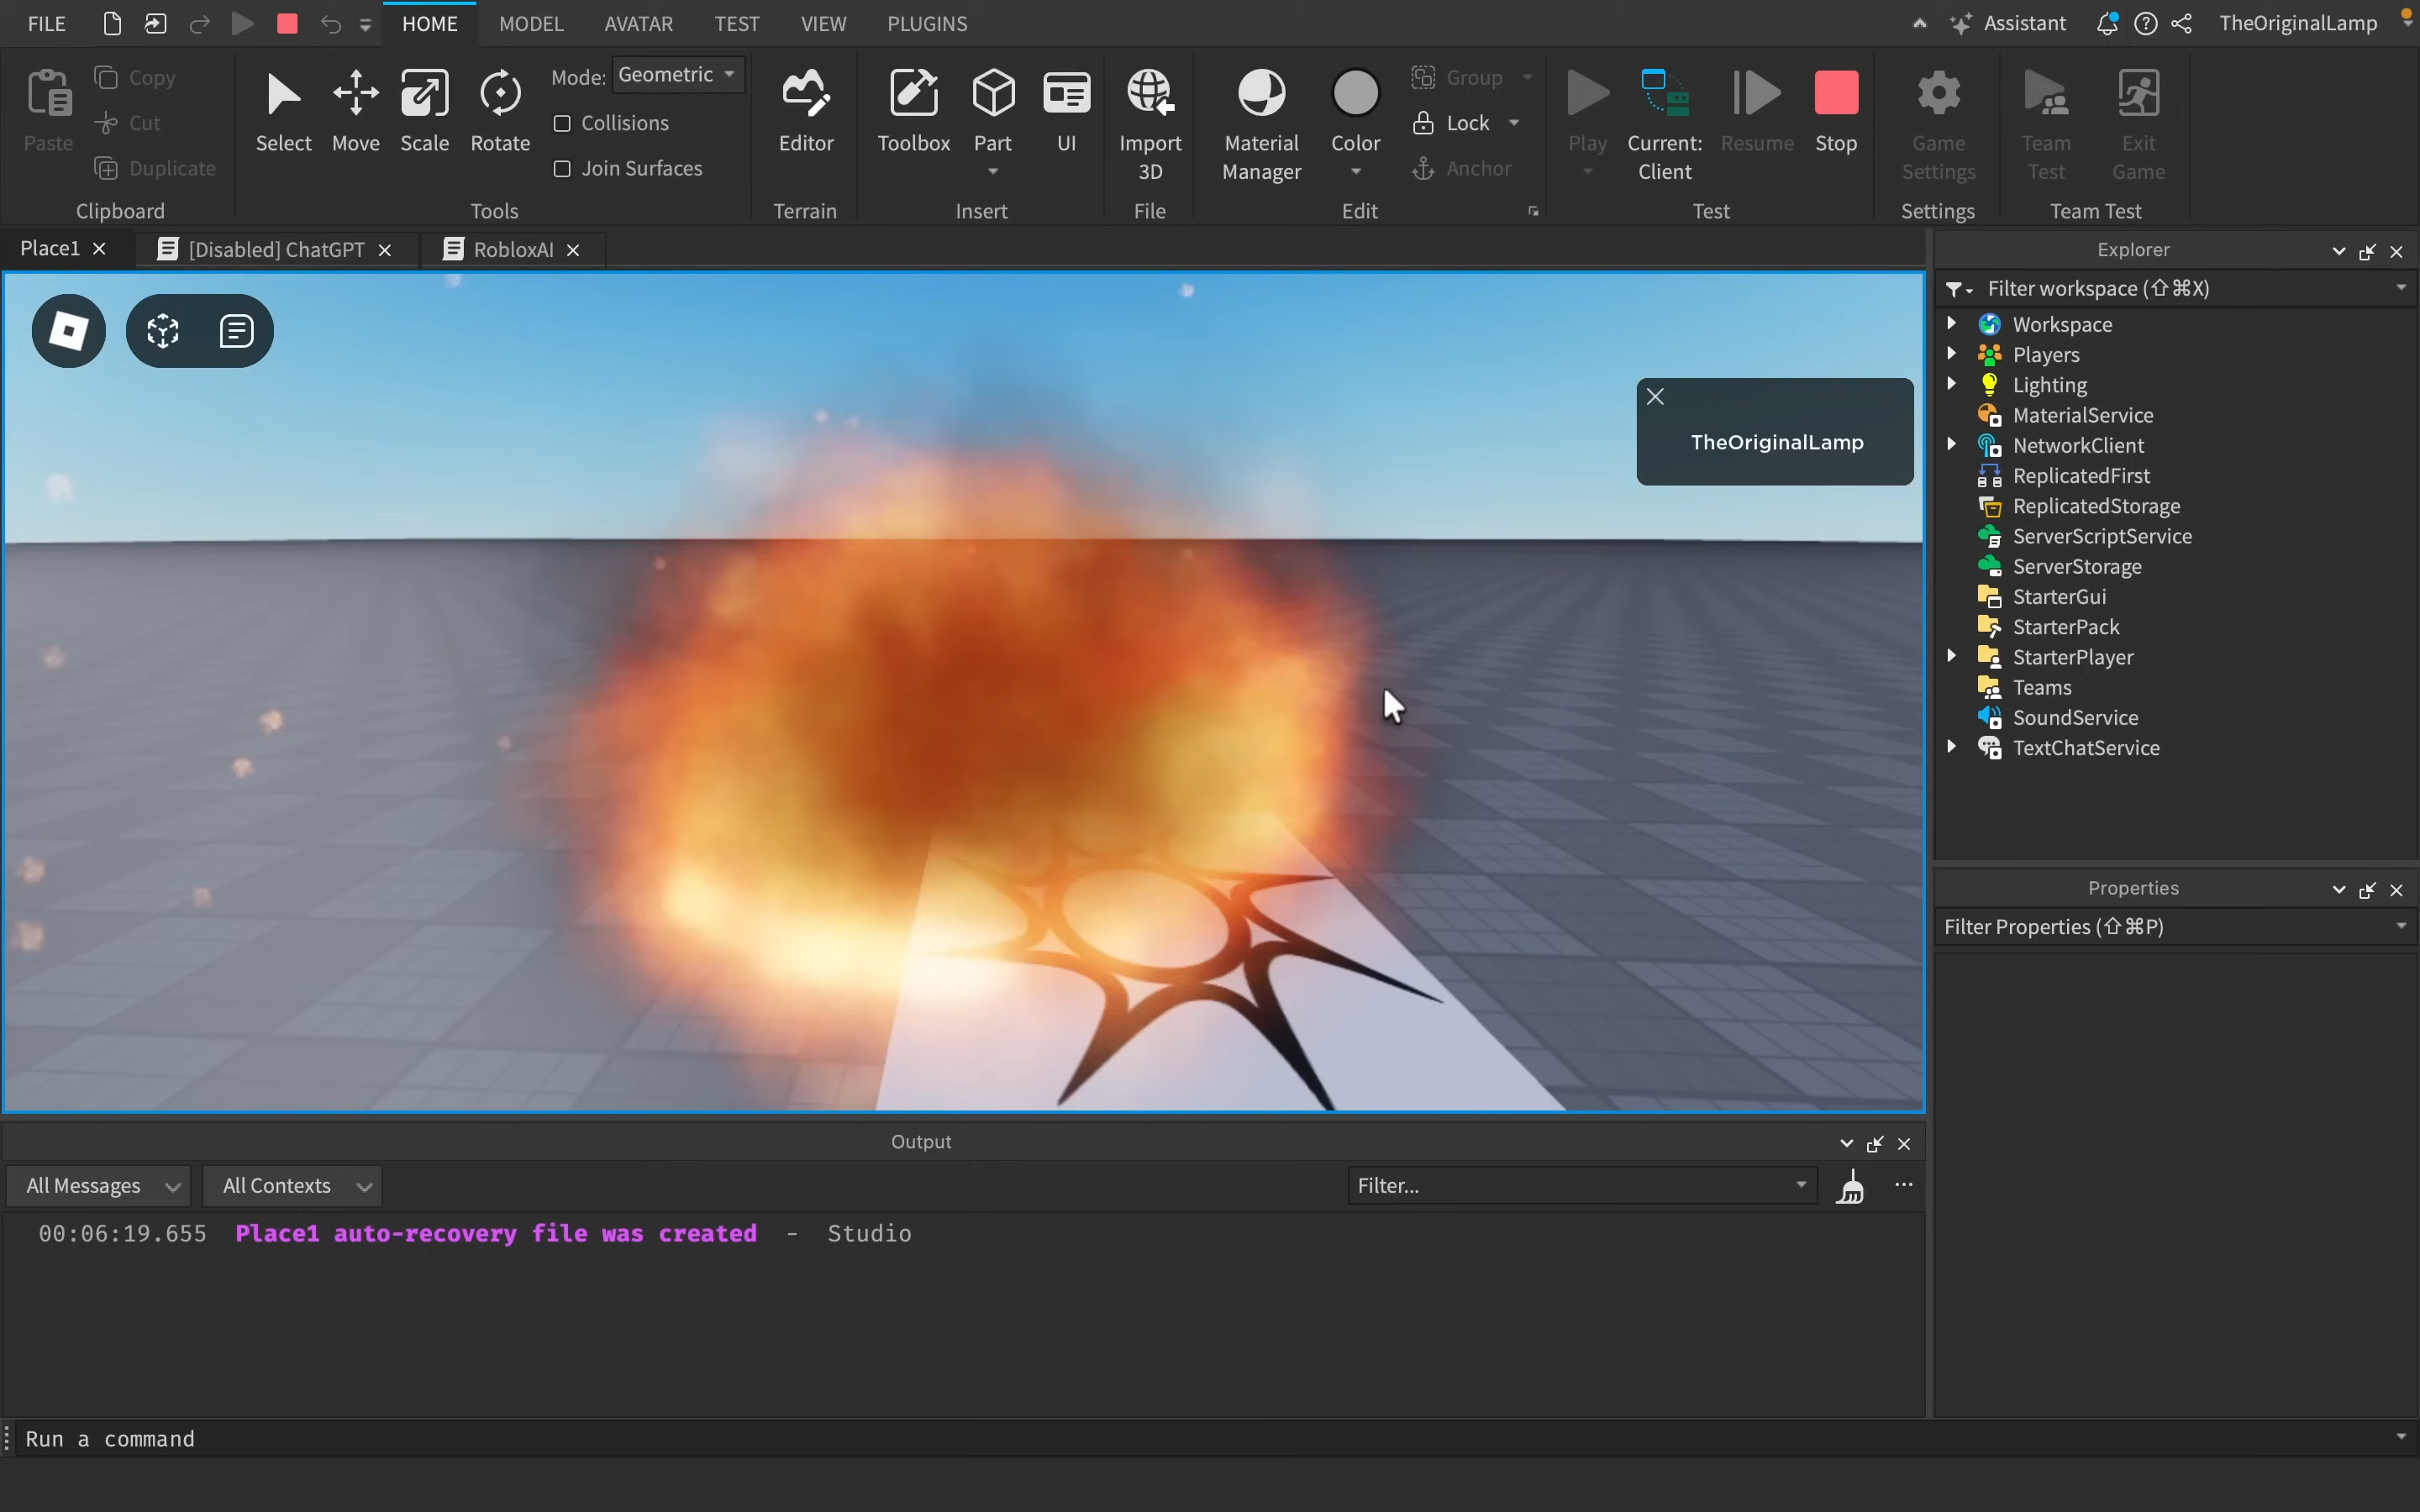 FILE
HOME
MODEL
AVATAR
TEST
VIEW
PLUGINS
Assistant
TheOriginalLamp
Paste
Copy
Cut
Duplicate
Clipboard
Select
Move
Scale
Rotate
Mode: Geometric
Collisions
Join Surfaces
Tools
Editor
Terrain
Toolbox
Part
UI
Insert
Import
3D
File
Material
Manager
Color
Group
Lock
Anchor
Edit
Play
Current:
Client
Resume
Stop
Test
Game
Settings
Settings
Team
Test
Exit
Game
Team Test
Place1
[Disabled] ChatGPT
RobloxAI
TheOriginalLamp
Explorer
Filter workspace (⇧⌘X)
Workspace
Players
Lighting
MaterialService
NetworkClient
ReplicatedFirst
ReplicatedStorage
ServerScriptService
ServerStorage
StarterGui
StarterPack
StarterPlayer
Teams
SoundService
TextChatService
Properties
Filter Properties (⇧⌘P)
Output
All Messages
All Contexts
Filter...
00:06:19.655 Place1 auto-recovery file was created - Studio
Run a command